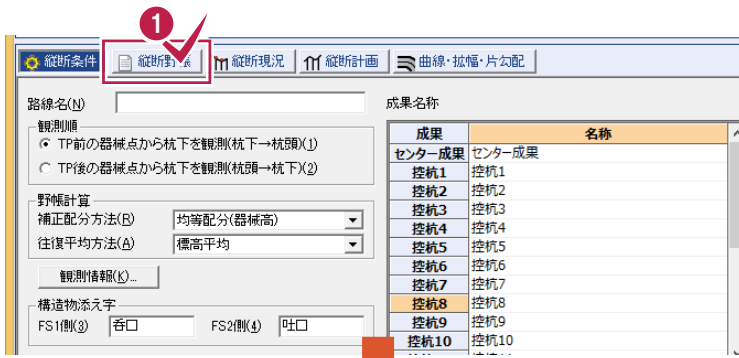 1
縦断条件 縦断野帳 縦断現況 縦断計画 曲線・拡幅・片勾配
路線名(N)
観測順
TP前の器械点から杭下を観測(杭下→杭頭)(1)
TP後の器械点から杭下を観測(杭頭→杭下)(2)
野帳計算
補正配分方法(R) 均等配分(器械高)
往復平均方法(A) 標高平均
観測情報(K)...
構造物添え字
FS1側(3) 呑口 FS2側(4) 吐口
成果名称
成果 名称
センター成果 センター成果
控杭1 控杭1
控杭2 控杭2
控杭3 控杭3
控杭4 控杭4
控杭5 控杭5
控杭6 控杭6
控杭7 控杭7
控杭8 控杭8
控杭9 控杭9
控杭10 控杭10